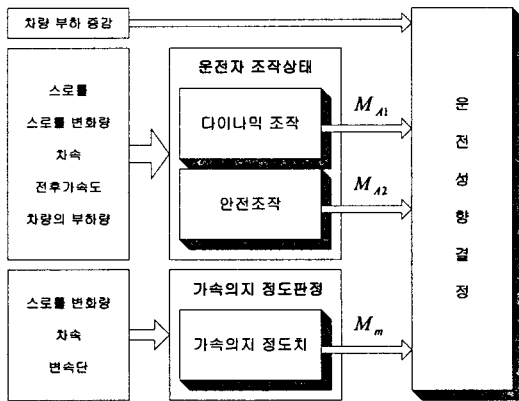 차량 부하 증감
스로틀
스로틀 변화량
차속
전후가속도
차량의 부하량
운전자 조작상태
다이나믹 조작
안전조작
M_{A1}
M_{A2}
운전성향결정
스로틀 변화량
차속
변속단
가속의지 정도판정
가속의지 정도치
M_m